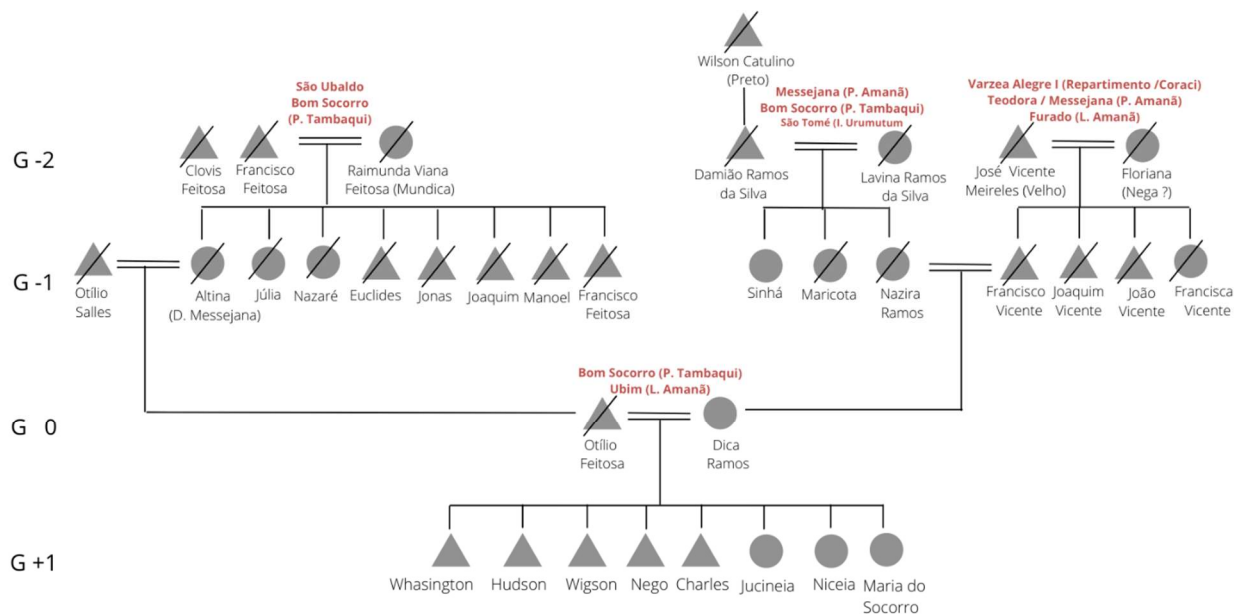 Wilson Catulino
(Preto)
São Ubaldo
Bom Socorro
(P. Tambaqui)
Messejana (P. Amanã)
Bom Socorro (P. Tambaqui)
São Tomé (I. Urumutum
Varzea Alegre I (Repartimento /Coraci)
Teodora / Messejana (P. Amanã)
Furado (L. Amanã)
G -2
Clovis
Feitosa
Francisco
Feitosa
Raimunda Viana
Feitosa (Mundica)
Damião Ramos
da Silva
Lavina Ramos
da Silva
José Vicente
Meireles (Velho)
Floriana
(Nega ?)
G -1
Otílio
Salles
Altina
(D. Messejana)
Júlia
Nazaré
Euclides
Jonas
Joaquim
Manoel
Francisco
Feitosa
Sinhá
Maricota
Nazira
Ramos
Francisco
Vicente
Joaquim
Vicente
João
Vicente
Francisca
Vicente
Bom Socorro (P. Tambaqui)
Ubim (L. Amanã)
G 0
Otílio
Feitosa
Dica
Ramos
G +1
Whasington
Hudson
Wigson
Nego
Charles
Jucineia
Niceia
Maria do
Socorro